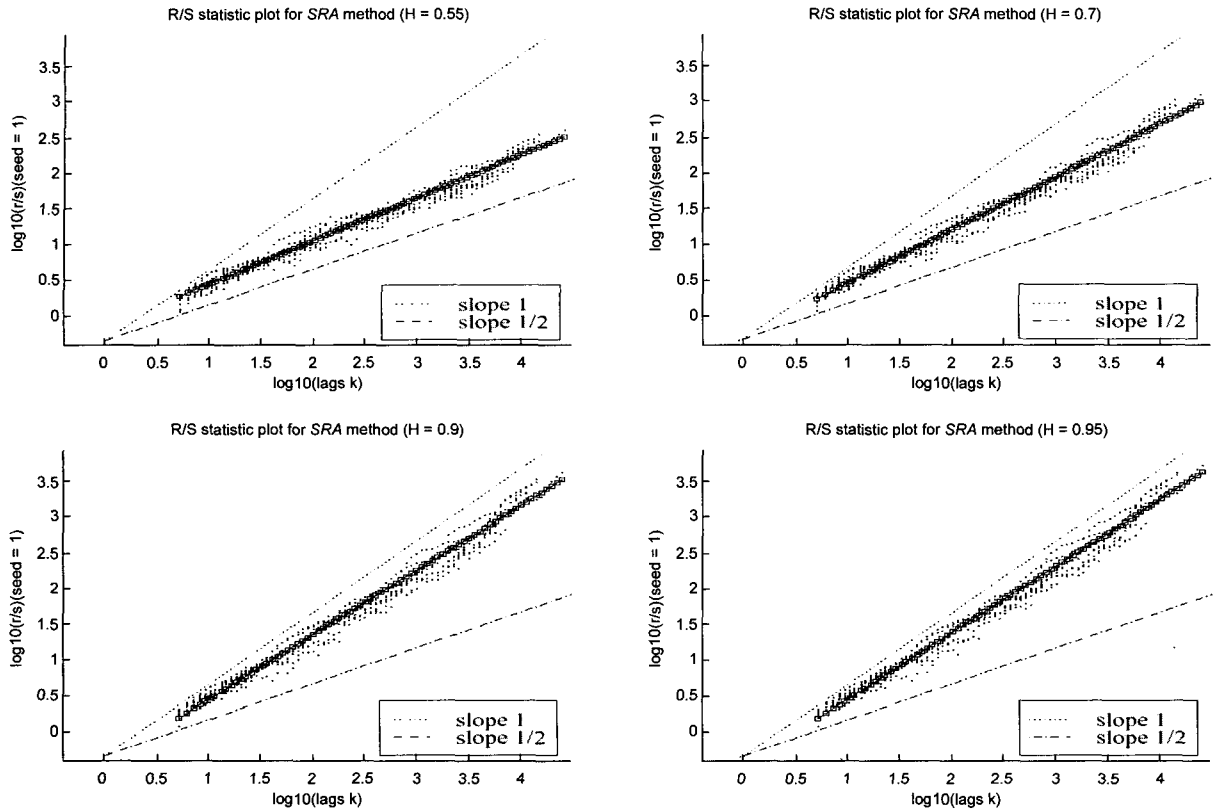 R/S statistic plot for SRA method (H = 0.55)
log10(r/s)(seed = 1)
3.5
3
2.5
2
1.5
1
0.5
0
slope 1
slope 1/2
0 0.5 1 1.5 2 2.5 3 3.5 4
log10(lags k)
R/S statistic plot for SRA method (H = 0.7)
log10(r/s)(seed = 1)
3.5
3
2.5
2
1.5
1
0.5
0
slope 1
slope 1/2
0 0.5 1 1.5 2 2.5 3 3.5 4
log10(lags k)
R/S statistic plot for SRA method (H = 0.9)
log10(r/s)(seed = 1)
3.5
3
2.5
2
1.5
1
0.5
0
slope 1
slope 1/2
0 0.5 1 1.5 2 2.5 3 3.5 4
log10(lags k)
R/S statistic plot for SRA method (H = 0.95)
log10(r/s)(seed = 1)
3.5
3
2.5
2
1.5
1
0.5
0
slope 1
slope 1/2
0 0.5 1 1.5 2 2.5 3 3.5 4
log10(lags k)